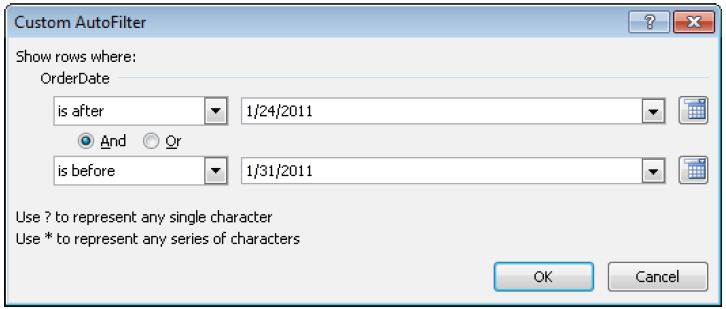 Custom AutoFilter
Show rows where:
OrderDate
is after 1/24/2011
And Or
is before 1/31/2011
Use ? to represent any single character
Use * to represent any series of characters
OK Cancel